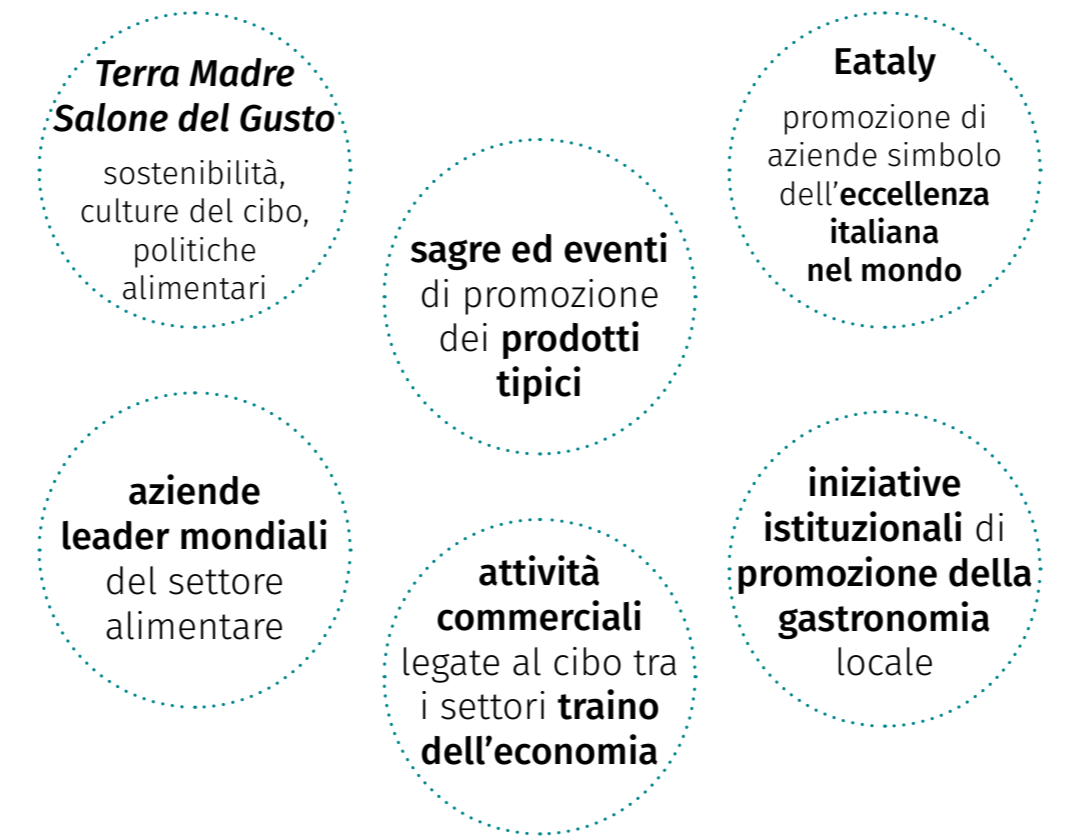 Terra Madre
Salone del Gusto
sostenibilità,
culture del cibo,
politiche
alimentari
sagre ed eventi
di promozione
dei prodotti
tipici
Eataly
promozione di
aziende simbolo
dell’eccellenza
italiana
nel mondo
aziende
leader mondiali
del settore
alimentare
attività
commerciali
legate al cibo tra
i settori traino
dell’economia
iniziative
istituzionali di
promozione della
gastronomia
locale